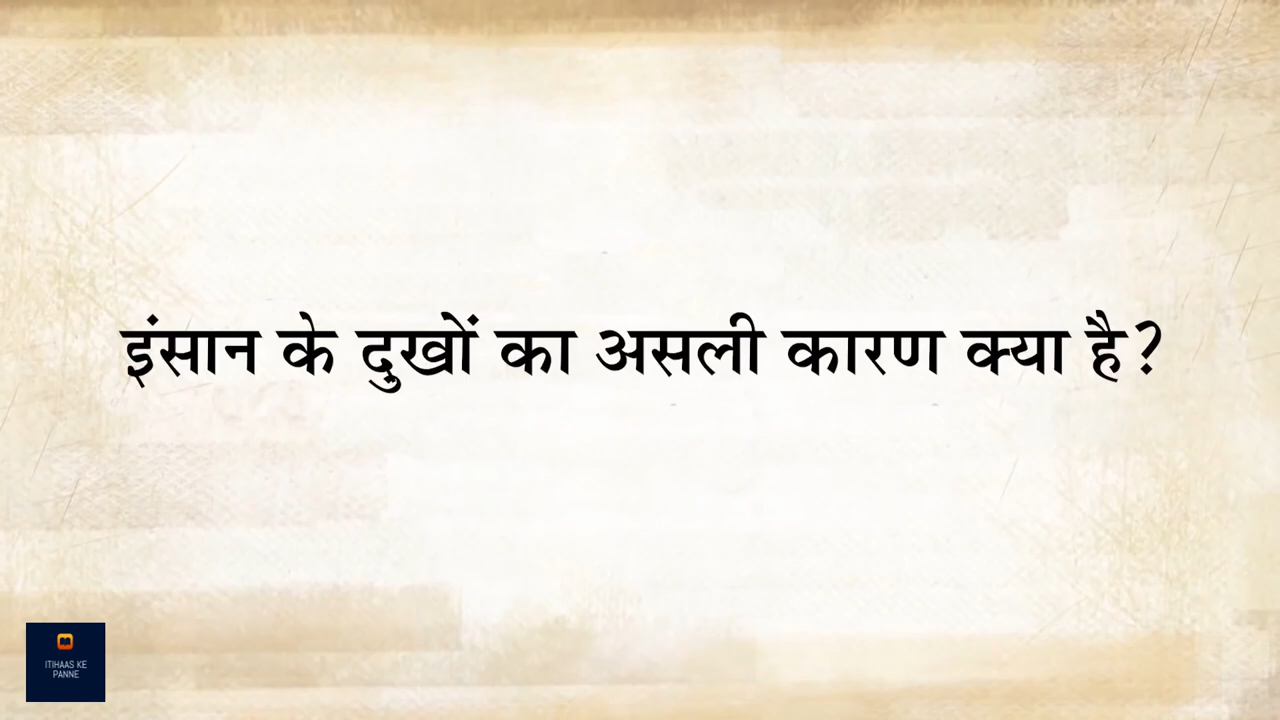 इंसान के दुखों का असली कारण क्या है?
ITIHAAS KE
PANNE